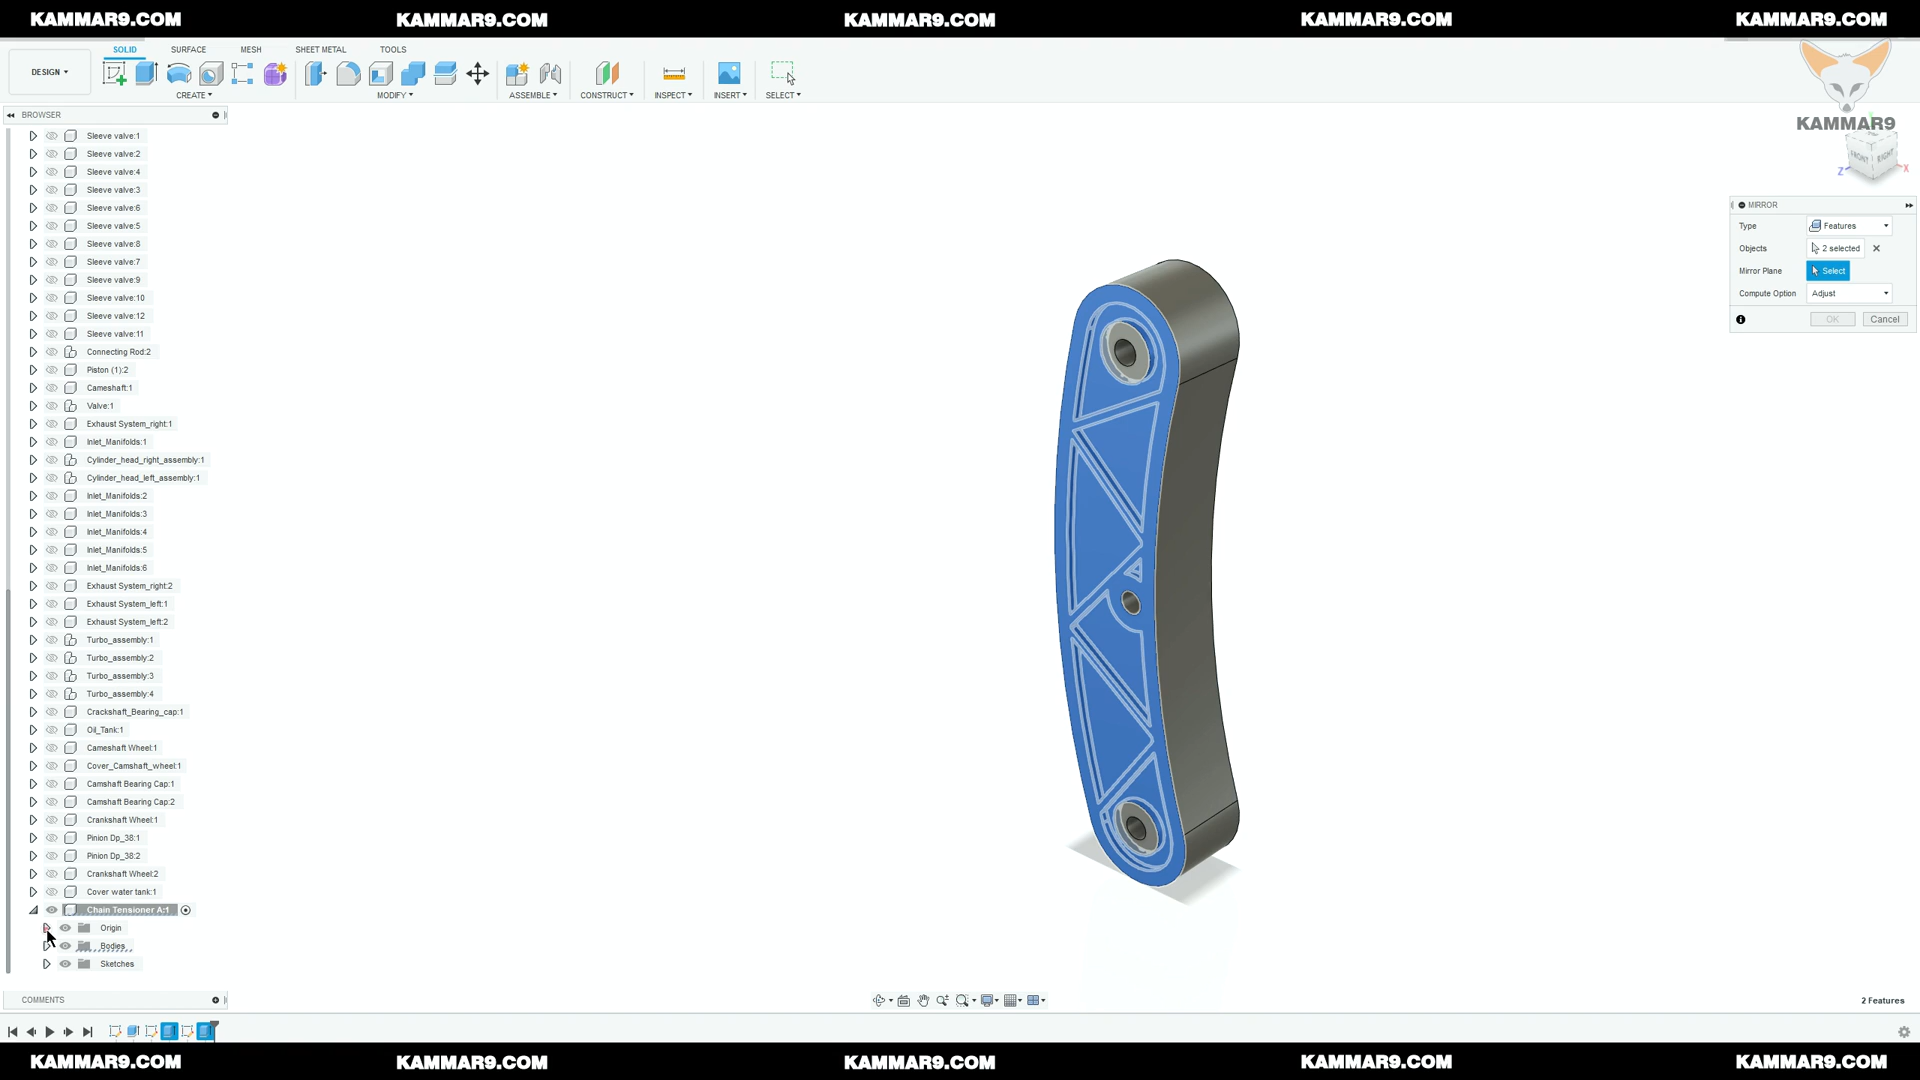 KAMMAR9.COM KAMMAR9.COM KAMMAR9.COM KAMMAR9.COM KAMMAR9.COM
SOLID SURFACE MESH SHEET METAL TOOLS
DESIGN
CREATE MODIFY ASSEMBLE CONSTRUCT INSPECT INSERT SELECT
BROWSER
KAMMAR9
FRONT RIGHT
Z X
Sleeve valve:1
Sleeve valve:2
Sleeve valve:4
Sleeve valve:3
Sleeve valve:6
Sleeve valve:5
Sleeve valve:8
Sleeve valve:7
Sleeve valve:9
Sleeve valve:10
Sleeve valve:12
Sleeve valve:11
Connecting Rod:2
Piston (1):2
Cameshaft:1
Valve:1
Exhaust System_right:1
Inlet_Manifolds:1
Cylinder_head_right_assembly:1
Cylinder_head_left_assembly:1
Inlet_Manifolds:2
Inlet_Manifolds:3
Inlet_Manifolds:4
Inlet_Manifolds:5
Inlet_Manifolds:6
Exhaust System_right:2
Exhaust System_left:1
Exhaust System_left:2
Turbo_assembly:1
Turbo_assembly:2
Turbo_assembly:3
Turbo_assembly:4
Crackshaft_Bearing_cap:1
Oil_Tank:1
Cameshaft Wheel:1
Cover_Camshaft_wheel:1
Camshaft Bearing Cap:1
Camshaft Bearing Cap:2
Crankshaft Wheel:1
Pinion Dp_38:1
Pinion Dp_38:2
Crankshaft Wheel:2
Cover water tank:1
Chain Tensioner A:1
Origin
Bodies
Sketches
MIRROR
Type Features
Objects 2 selected
Mirror Plane Select
Compute Option Adjust
OK Cancel
COMMENTS
2 Features
KAMMAR9.COM KAMMAR9.COM KAMMAR9.COM KAMMAR9.COM KAMMAR9.COM